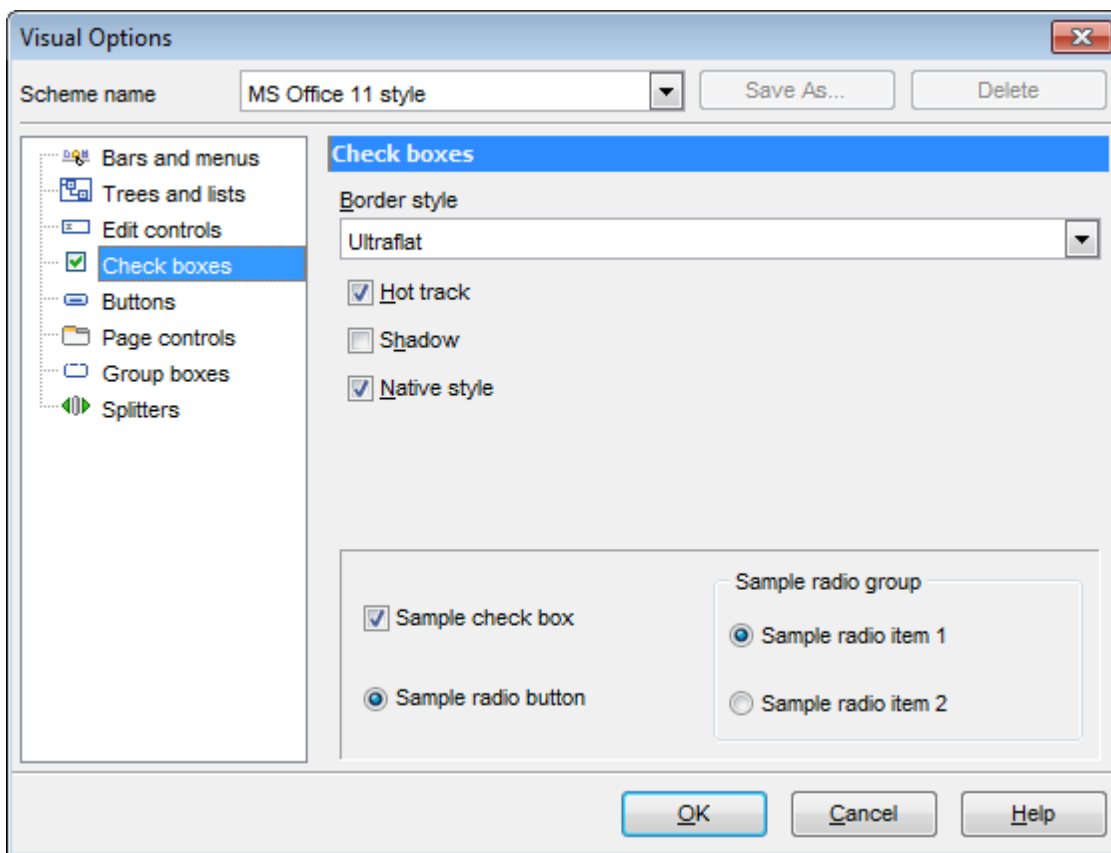 Visual Options
Scheme name
MS Office 11 style
Save As...
Delete
Bars and menus
Trees and lists
Edit controls
Check boxes
Buttons
Page controls
Group boxes
Splitters
Check boxes
Border style
Ultraflat
Hot track
Shadow
Native style
Sample check box
Sample radio button
Sample radio group
Sample radio item 1
Sample radio item 2
OK
Cancel
Help